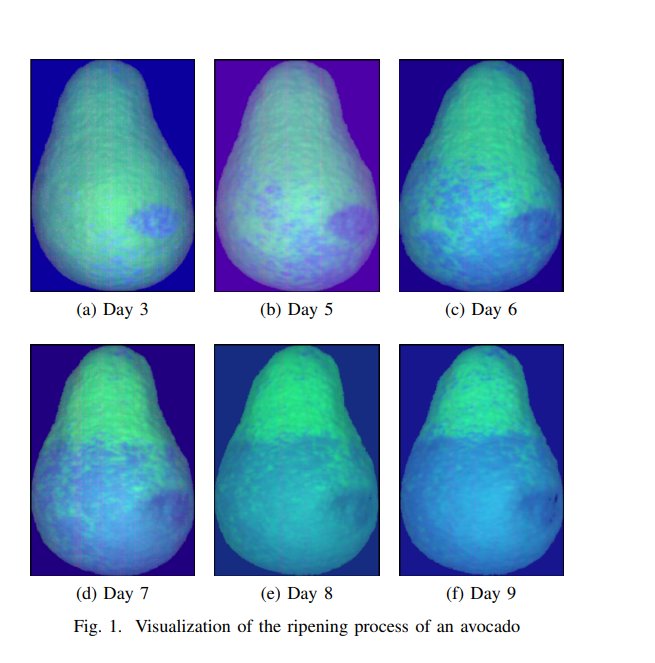 (a) Day 3
(b) Day 5
(c) Day 6
(d) Day 7
(e) Day 8
(f) Day 9
Fig. 1. Visualization of the ripening process of an avocado